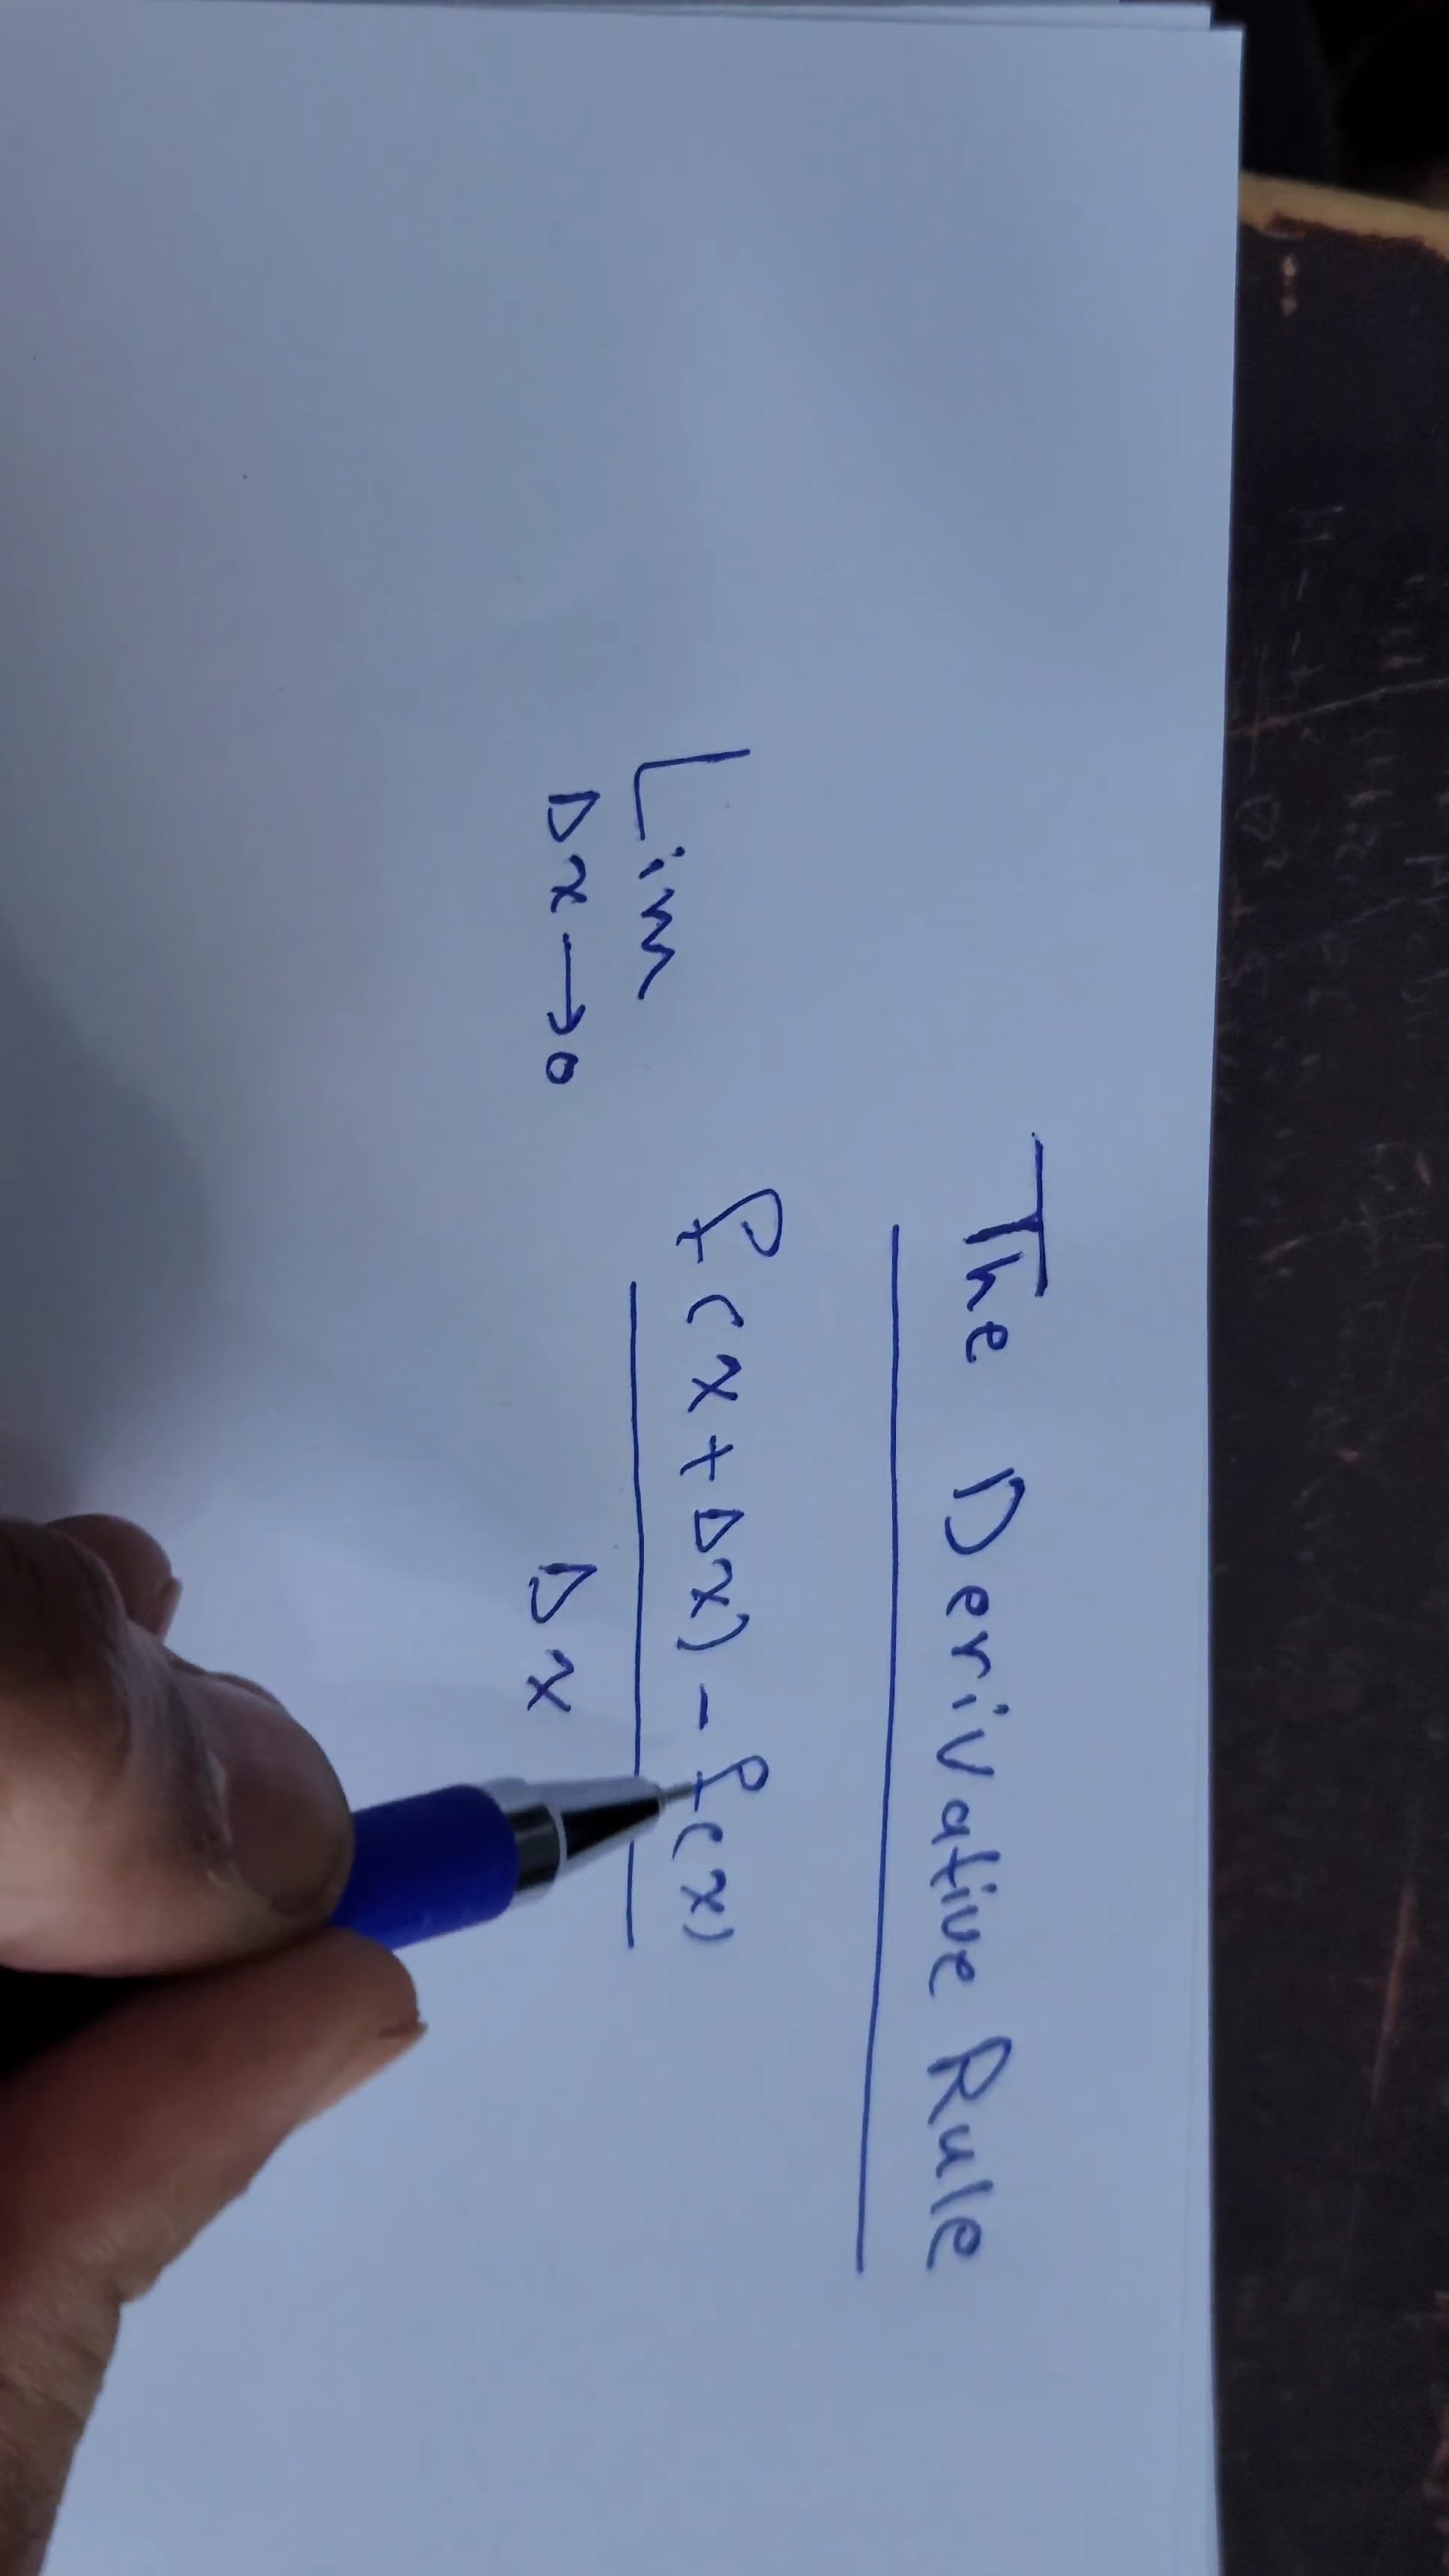 The Derivative Rule
Lim f(x+Δx) - f(x)
Δx→0 Δx